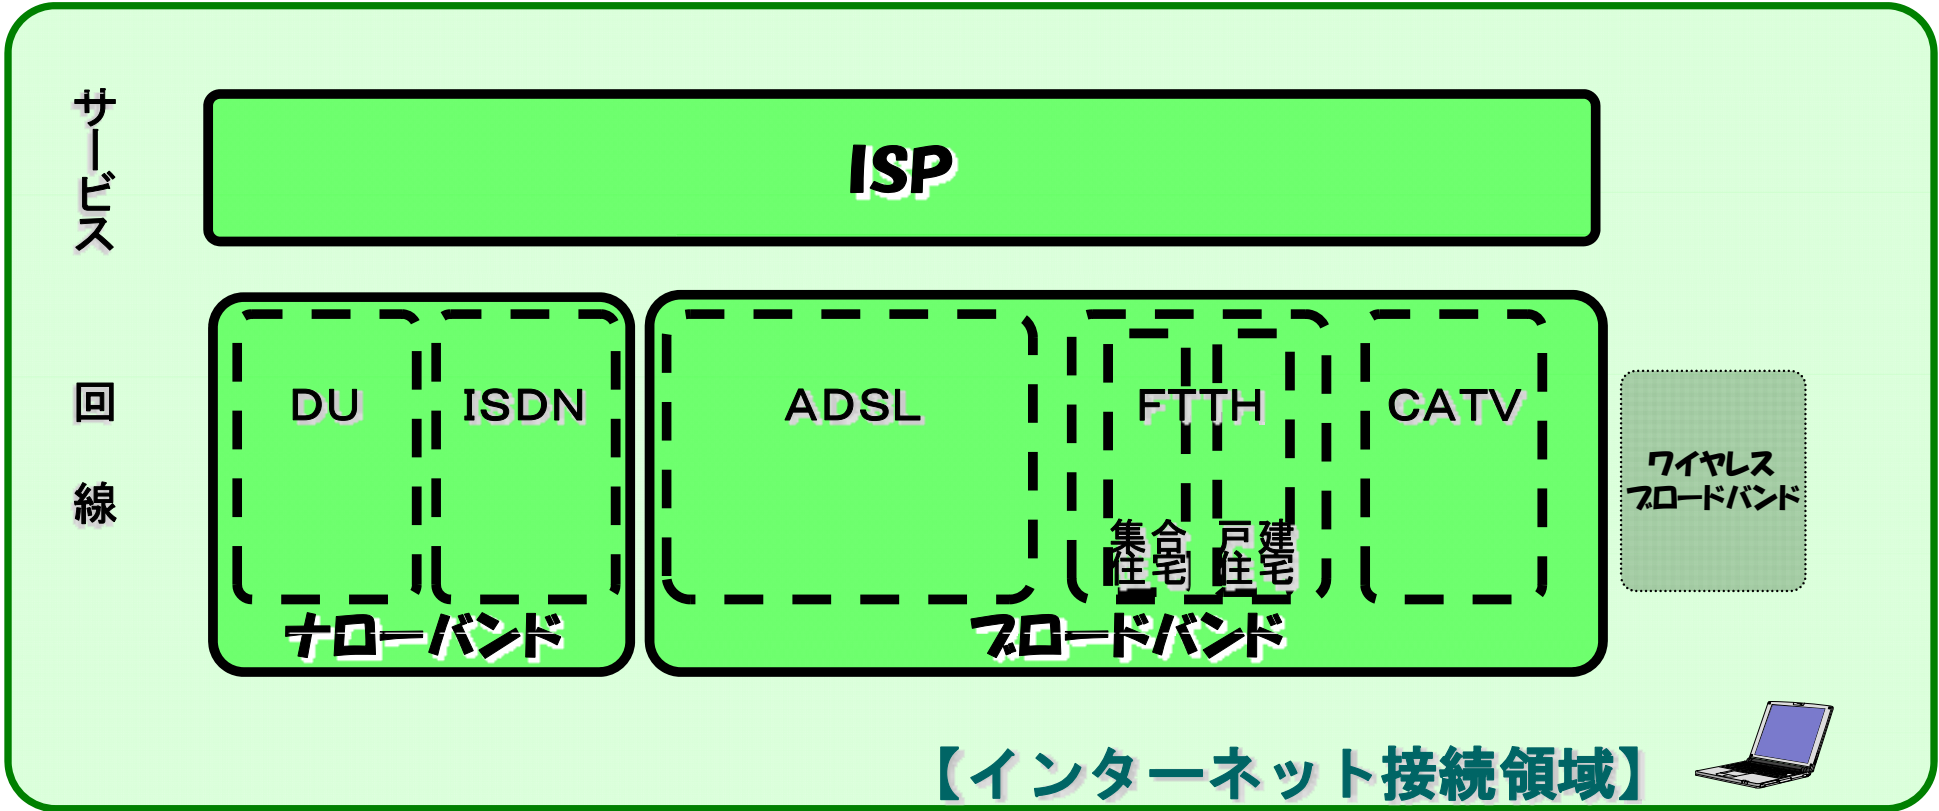 サービス
ISP
回線
DU
ISDN
ADSL
FTTH
CATV
集合
住宅
戸建
住宅
ワイヤレス
ブロードバンド
ナローバンド
ブロードバンド
【インターネット接続領域】